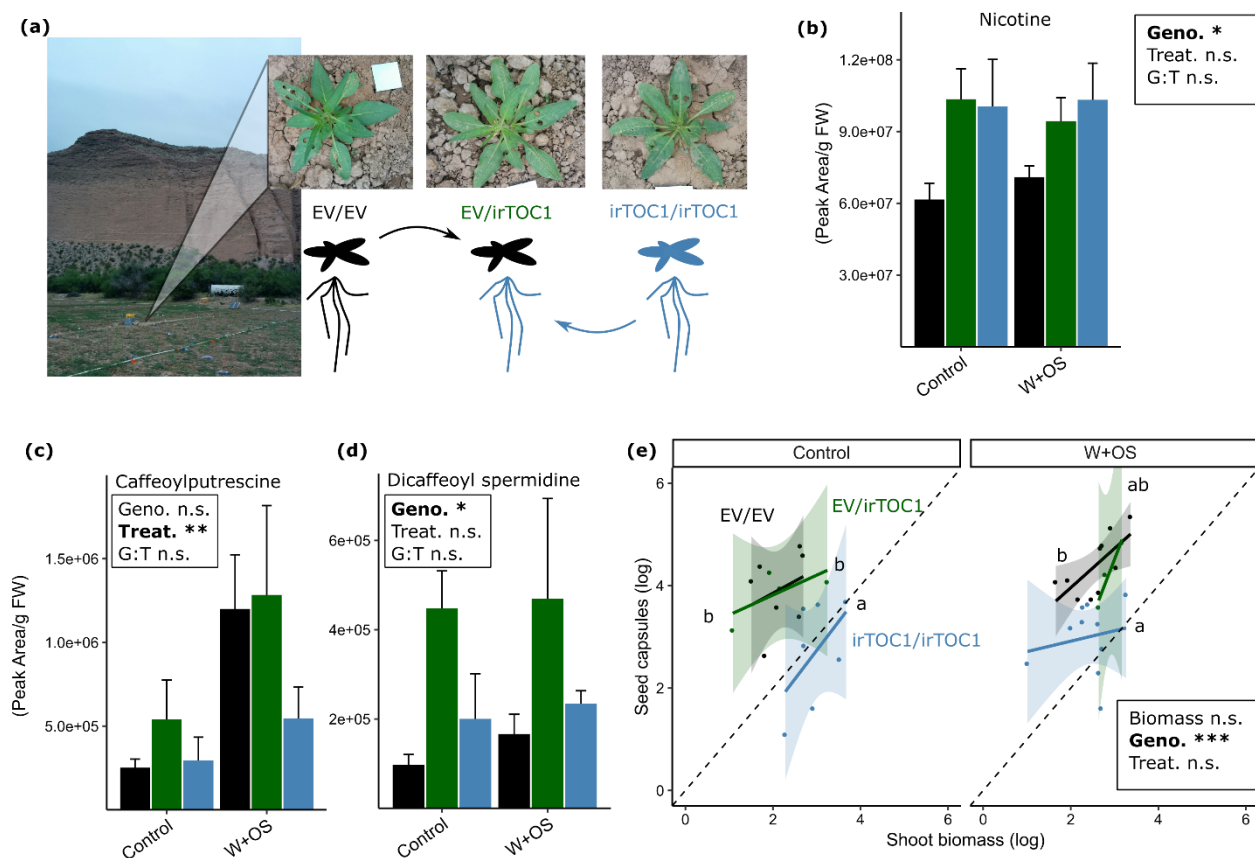 (a)
EV/EV
EV/irTOC1
irTOC1/irTOC1
(b)
Nicotine
Geno. *
Treat. n.s.
G:T n.s.
(Peak Area/g FW)
1.2e+08
9.0e+07
6.0e+07
3.0e+07
Control
W+OS
(c)
Caffeoylputrescine
Geno. n.s.
Treat. **
G:T n.s.
(Peak Area/g FW)
1.5e+06
1.0e+06
5.0e+05
Control
W+OS
(d)
Dicaffeoyl spermidine
Geno. *
Treat. n.s.
G:T n.s.
6e+05
4e+05
2e+05
Control
W+OS
(e)
Control
W+OS
Seed capsules (log)
6
4
2
0
EV/EV
EV/irTOC1
b
b
a
irTOC1/irTOC1
ab
b
a
Biomass n.s.
Geno. ***
Treat. n.s.
0
2
4
6
0
2
4
6
Shoot biomass (log)